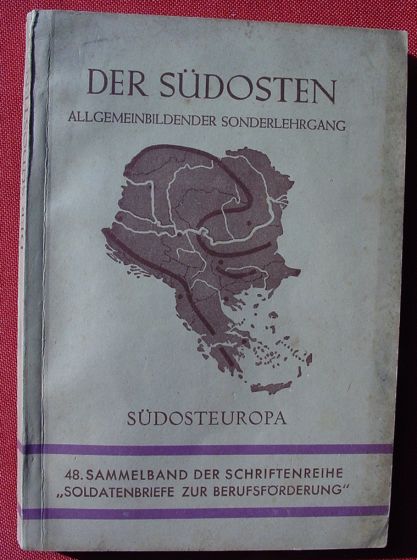 DER SÜDOSTEN
ALLGEMEINBILDENDER SONDERLEHRGANG
SÜDOSTEUROPA
48. SAMMELBAND DER SCHRIFTENREIHE
„SOLDATENBRIEFE ZUR BERUFSFÖRDERUNG"